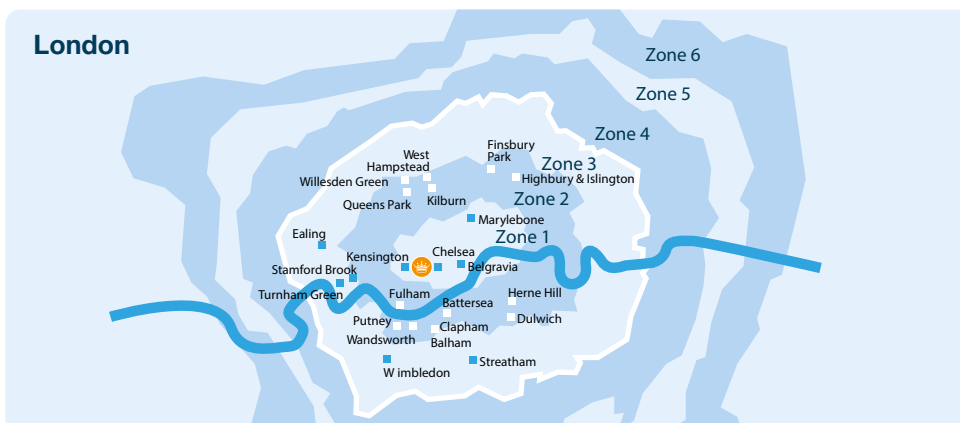 London
Zone 6
Zone 5
Zone 4
Finsbury
Park
West
Hampstead
Zone 3
Willesden Green
Highbury & Islington
Queens Park
Kilburn
Zone 2
Marylebone
Ealing
Zone 1
Kensington
Chelsea
Stamford Brook
Belgravia
Turnham Green
Fulham
Herne Hill
Battersea
Putney
Dulwich
Clapham
Wandsworth
Balham
Streatham
W imbledon